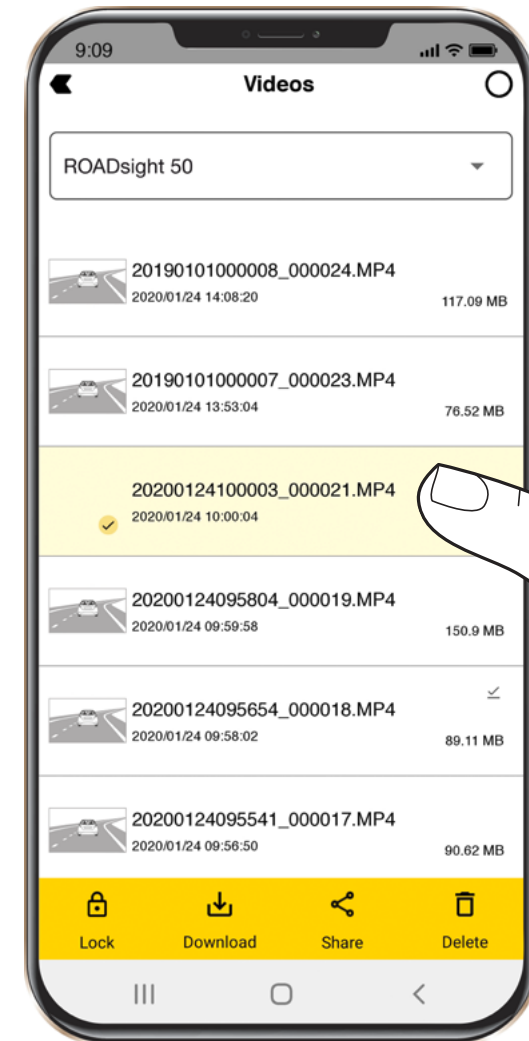 9:09
Videos
ROADsight 50
20190101000008_000024.MP4
2020/01/24 14:08:20
117.09 MB
20190101000007_000023.MP4
2020/01/24 13:53:04
76.52 MB
20200124100003_000021.MP4
2020/01/24 10:00:04
20200124095804_000019.MP4
2020/01/24 09:59:58
150.9 MB
20200124095654_000018.MP4
2020/01/24 09:58:02
89.11 MB
20200124095541_000017.MP4
2020/01/24 09:56:50
90.62 MB
Lock Download Share Delete